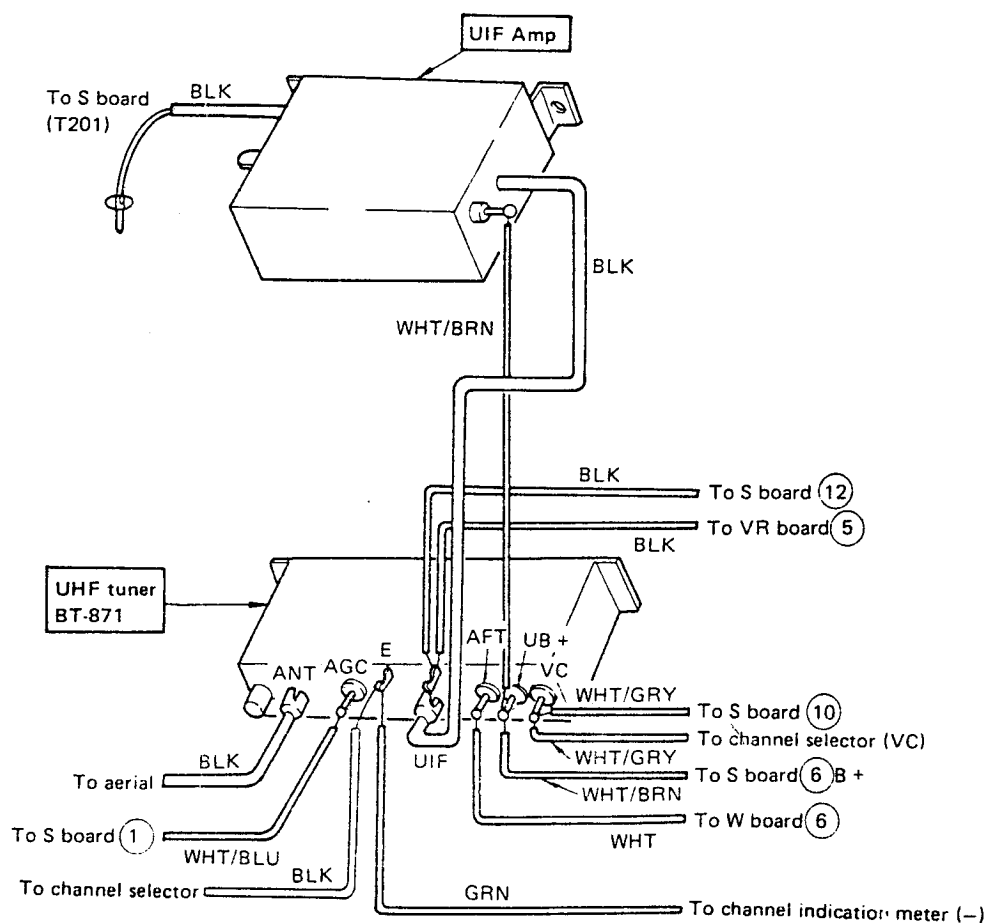 UIF Amp
To S board
(T201)
BLK
BLK
WHT/BRN
BLK
To S board 12
To VR board 5
BLK
UHF tuner
BT-871
ANT
AGC
E
AFT
UB +
VC
WHT/GRY
To S board 10
To channel selector (VC)
WHT/GRY
UIF
BLK
To aerial
To S board 6 B +
WHT/BRN
To W board 6
WHT
To S board 1
WHT/BLU
BLK
To channel selector
GRN
To channel indication meter (–)